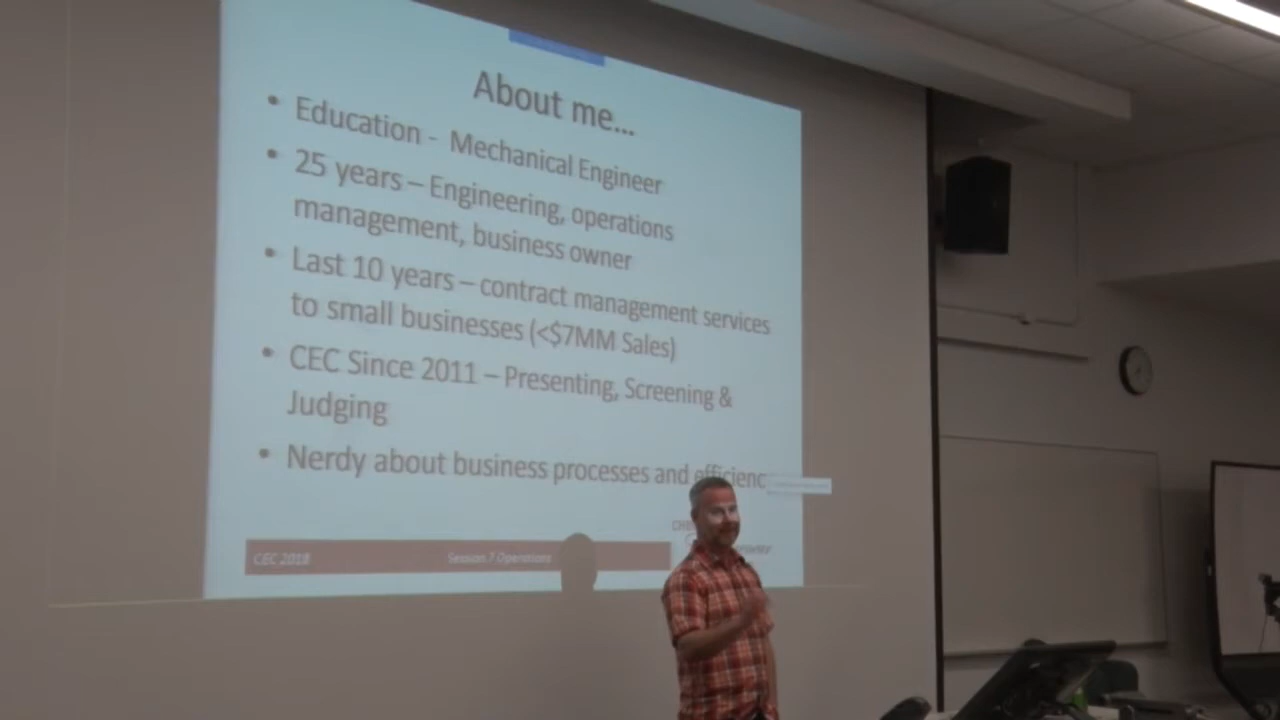 About me...
• Education - Mechanical Engineer
• 25 years – Engineering, operations
management, business owner
• Last 10 years – contract management services
to small businesses (<$7MM Sales)
• CEC Since 2011 – Presenting, Screening &
Judging
• Nerdy about business processes and efficienc
CEC 2018 Session 7 Operations